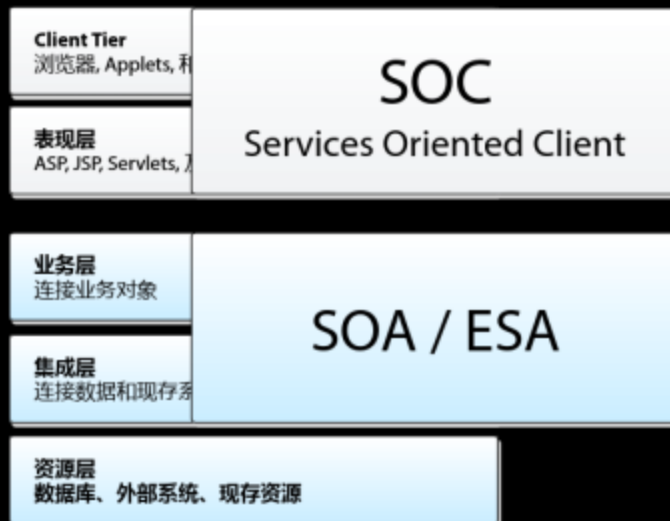 Client Tier
浏览器, Applets,
表现层
ASP, JSP, Servlets,
SOC
Services Oriented Client
业务层
连接业务对象
集成层
连接数据和现存系
SOA / ESA
资源层
数据库、外部系统、现存资源